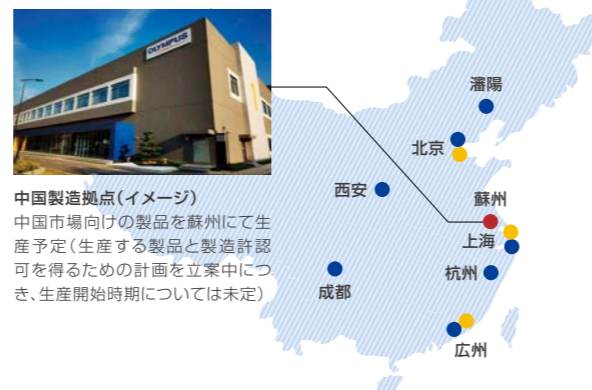 OLYMPUS
中国製造拠点（イメージ）
中国市場向けの製品を蘇州にて生
産予定（生産する製品と製造許認
可を得るための計画を立案中につ
き、生産開始時期については未定）
瀋陽
北京
西安
蘇州
上海
杭州
成都
広州